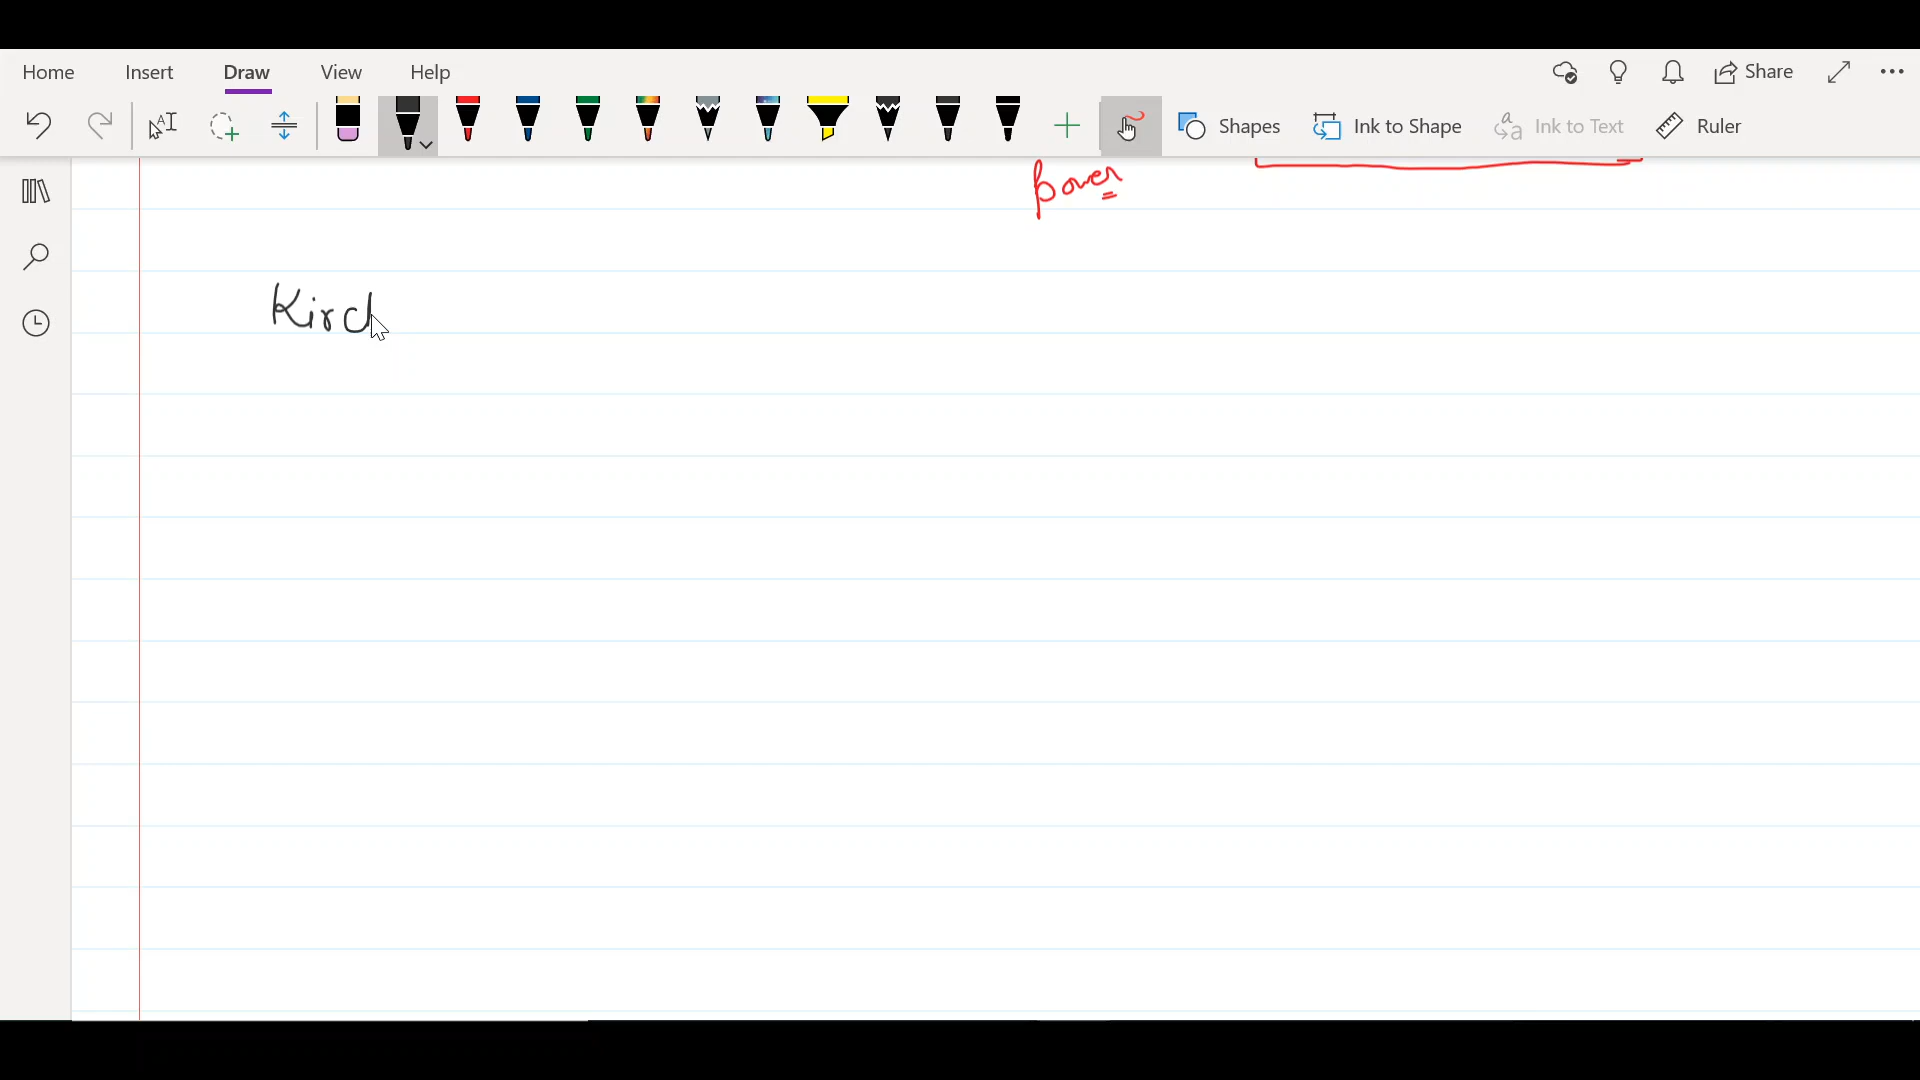 Home Insert Draw View Help Share
Shapes Ink to Shape Ink to Text Ruler
Power
Kirch